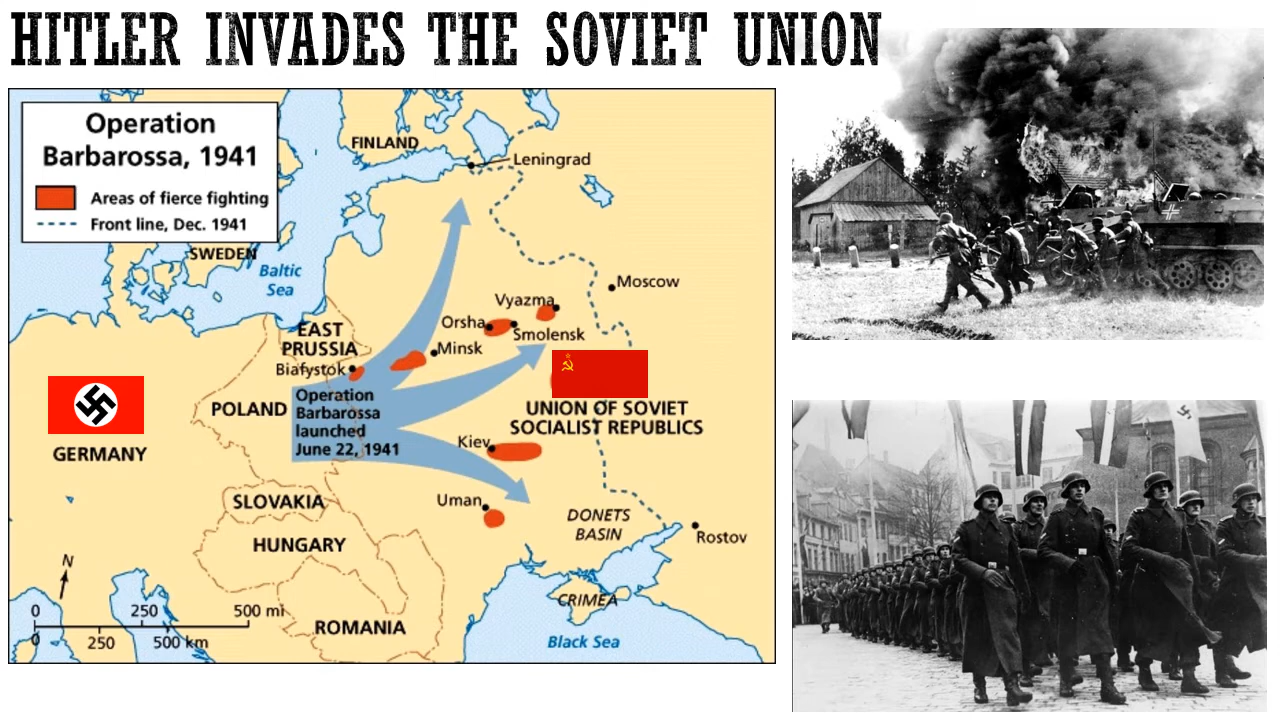 HITLER INVADES THE SOVIET UNION
Operation
Barbarossa, 1941
Areas of fierce fighting
Front line, Dec. 1941
FINLAND
Leningrad
SWEDEN
Baltic
Sea
Moscow
Vyazma
Orsha
Smolensk
Minsk
EAST
PRUSSIA
Biafystok
POLAND
Operation
Barbarossa
launched
June 22, 1941
UNION OF SOVIET
SOCIALIST REPUBLICS
GERMANY
Kiev
SLOVAKIA
Uman
DONETS
BASIN
Rostov
HUNGARY
N
CRIMEA
ROMANIA
Black Sea
0 250 500 mi
0 250 500 km